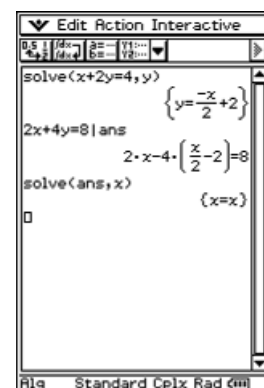 Edit Action Interactive
solve(x+2y=4,y)
{y=-x/2+2}
2x+4y=8|ans
2·x-4·(x/2-2)=8
solve(ans,x)
{x=x}
Alg Standard Cplx Rad